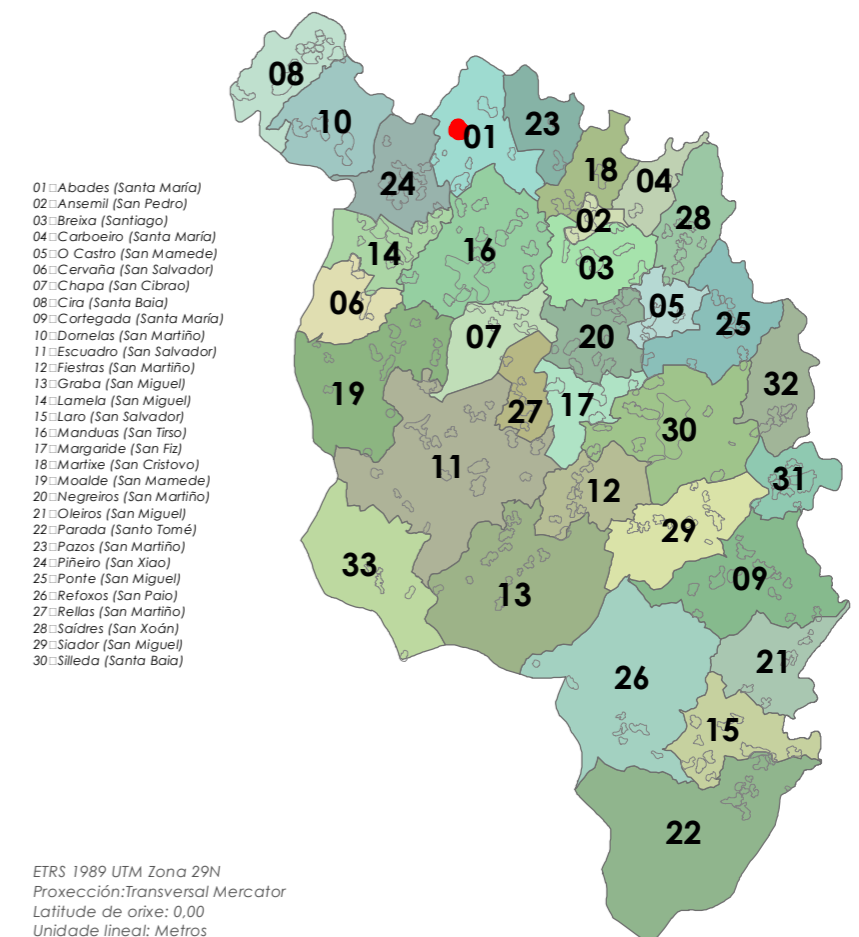 08
10
01
23
24
18
04
02
28
14
16
03
06
05
07
20
25
19
27
17
32
30
11
31
12
29
33
13
09
21
26
15
22
01□Abades (Santa María)
02□Ansemil (San Pedro)
03□Breixa (Santiago)
04□Carboeiro (Santa María)
05□O Castro (San Mamede)
06□Cervaña (San Salvador)
07□Chapa (San Cibrao)
08□Cira (Santa Baia)
09□Cortegada (Santa María)
10□Dornelas (San Martiño)
11□Escuadro (San Salvador)
12□Fiestras (San Martiño)
13□Graba (San Miguel)
14□Lamela (San Miguel)
15□Laro (San Salvador)
16□Manduas (San Tirso)
17□Margaride (San Fiz)
18□Martixe (San Cristovo)
19□Moalde (San Mamede)
20□Negreiros (San Martiño)
21□Oleiros (San Miguel)
22□Parada (Santo Tomé)
23□Pazos (San Martiño)
24□Piñeiro (San Xiao)
25□Ponte (San Miguel)
26□Refoxos (San Paio)
27□Rellas (San Martiño)
28□Saídres (San Xoán)
29□Siador (San Miguel)
30□Silleda (Santa Baia)
ETRS 1989 UTM Zona 29N
Proxección:Transversal Mercator
Latitude de orixe: 0,00
Unidade lineal: Metros